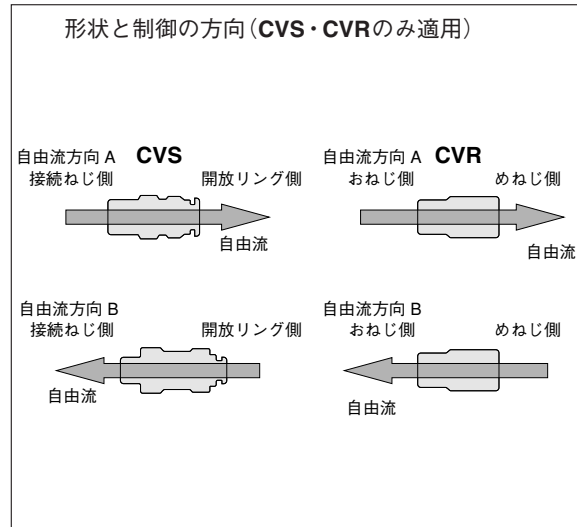 形状と制御の方向(CVS・CVRのみ適用)
自由流方向 A CVS
接続ねじ側 開放リング側
自由流
自由流方向 A CVR
おねじ側 めねじ側
自由流
自由流方向 B
接続ねじ側 開放リング側
自由流
自由流方向 B
おねじ側 めねじ側
自由流